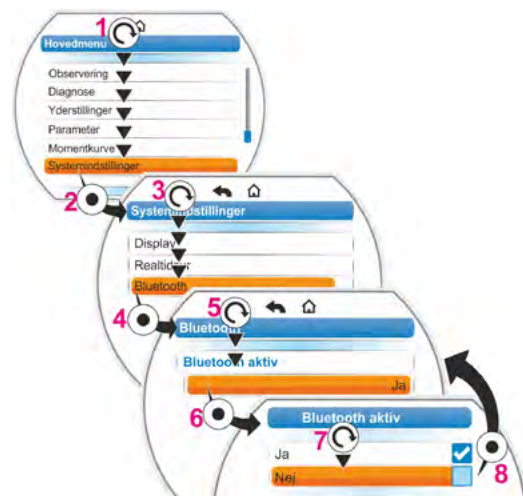 1
Hovedmenu
Observering
Diagnose
Yderstillinger
Parameter
Momentkurve
Systemindstillinger
2
3
Systemindstillinger
Display
Realtidsur
Bluetooth
4
5
Bluetooth
Bluetooth aktiv
Ja
6
Bluetooth aktiv
7
Ja
Nej
8